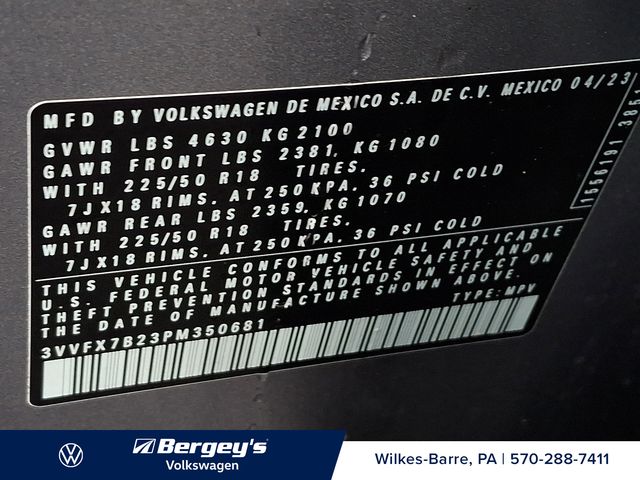 MFD BY VOLKSWAGEN DE MEXICO S.A. DE C.V. MEXICO 04/23
GVWR LBS 4630 KG 2100
GAWR FRONT LBS 2381, KG 1080
WITH 225/50 R18 TIRES.
7JX18 RIMS. AT 250KPA. 36 PSI COLD
GAWR REAR LBS 2359. KG 1070
WITH 225/50 R18 TIRES.
7JX18 RIMS. AT 250KPA. 36 PSI COLD
THIS VEHICLE CONFORMS TO ALL APPLICABLE
U.S. FEDERAL MOTOR VEHICLE SAFETY AND
THEFT PREVENTION STANDARDS IN EFFECT ON
THE DATE OF MANUFACTURE SHOWN ABOVE.
3VVFX7B23PM350681 TYPE: MPV
Bergey's
Volkswagen
Wilkes-Barre, PA | 570-288-7411